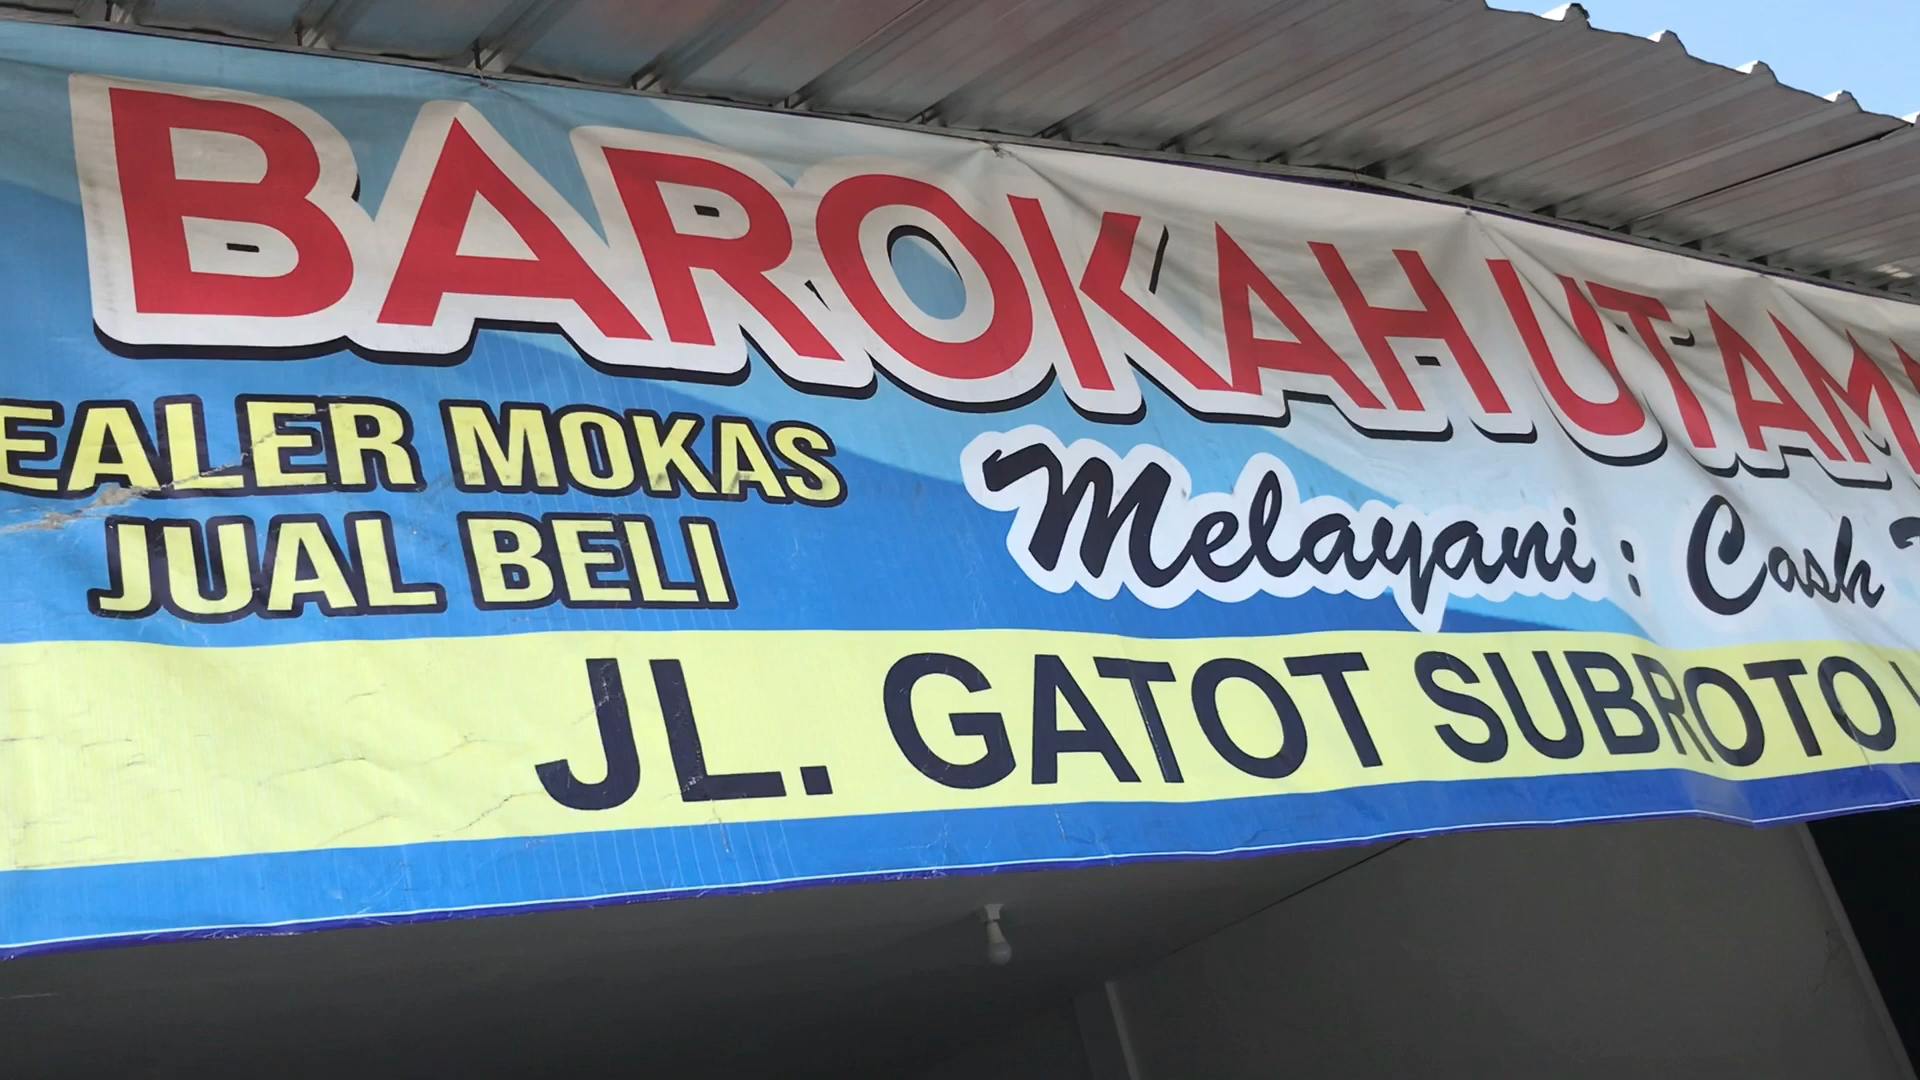 BAROKAH UTAM
EALER MOKAS
JUAL BELI
Melayani : Cash
JL. GATOT SUBROTO